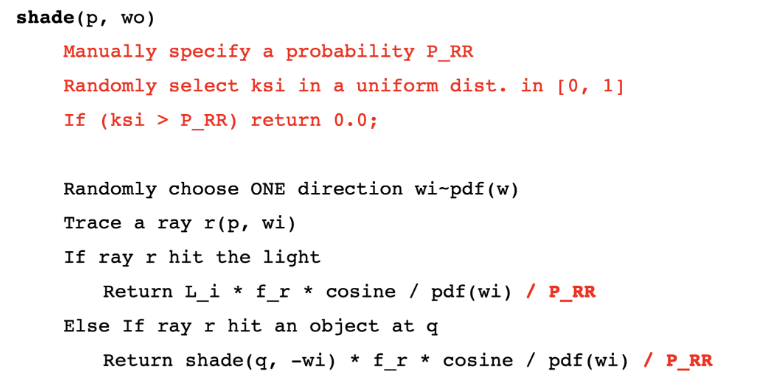 shade(p, wo)
Manually specify a probability P_RR
Randomly select ksi in a uniform dist. in [0, 1]
If (ksi > P_RR) return 0.0;
Randomly choose ONE direction wi~pdf(w)
Trace a ray r(p, wi)
If ray r hit the light
Return L_i * f_r * cosine / pdf(wi) / P_RR
Else If ray r hit an object at q
Return shade(q, -wi) * f_r * cosine / pdf(wi) / P_RR